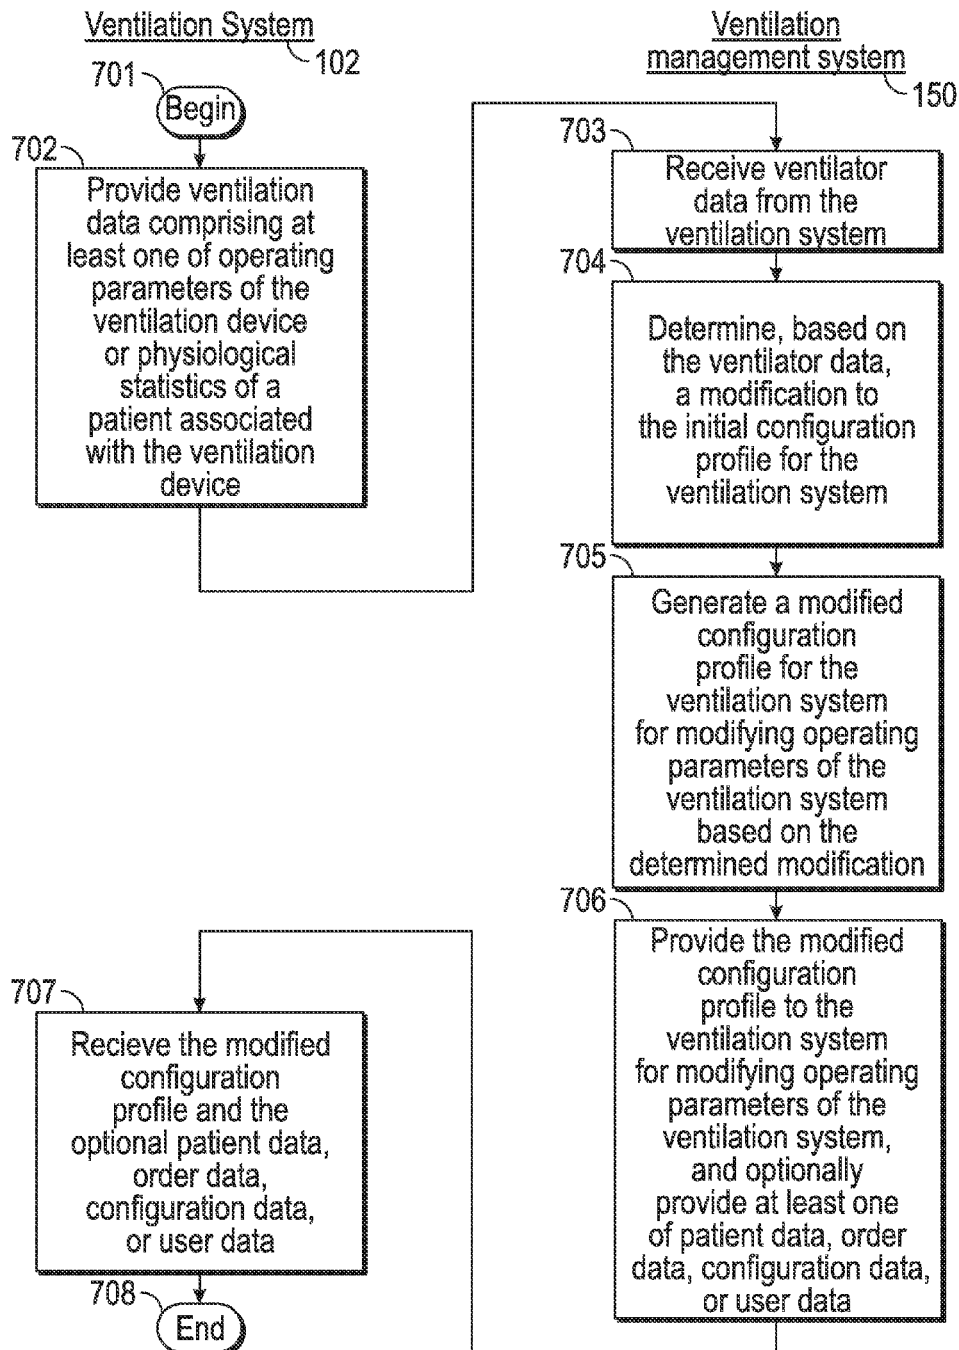 Ventilation System
102
701
Begin
702
Provide ventilation
data comprising at
least one of operating
parameters of the
ventilation device
or physiological
statistics of a
patient associated
with the ventilation
device
Ventilation
management system
150
703
Receive ventilator
data from the
ventilation system
704
Determine, based on
the ventilator data,
a modification to
the initial configuration
profile for the
ventilation system
705
Generate a modified
configuration
profile for the
ventilation system
for modifying operating
parameters of the
ventilation system
based on the
determined modification
706
Provide the modified
configuration
profile to the
ventilation system
for modifying operating
parameters of the
ventilation system,
and optionally
provide at least one
of patient data, order
data, configuration data,
or user data
707
Recieve the modified
configuration
profile and the
optional patient data,
order data,
configuration data,
or user data
708
End